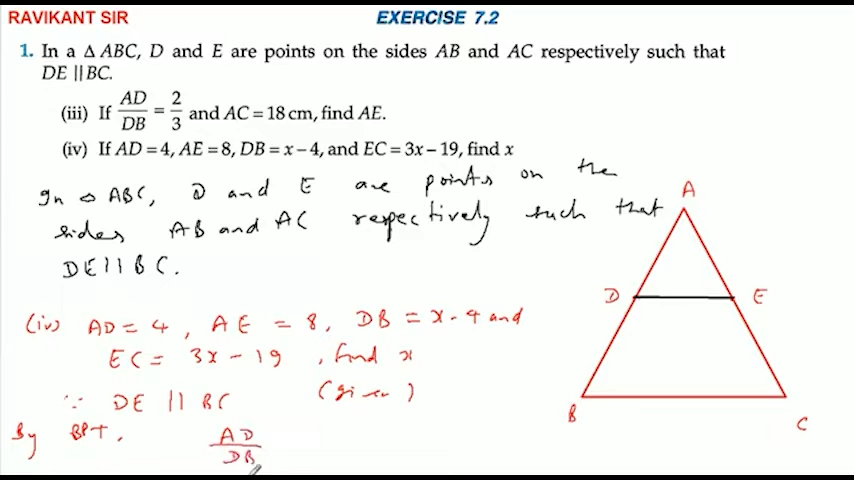 RAVIKANT SIR
EXERCISE 7.2
1. In a Δ ABC, D and E are points on the sides AB and AC respectively such that
DE || BC.
(iii) If AD/DB = 2/3 and AC = 18 cm, find AE.
(iv) If AD = 4, AE = 8, DB = x – 4, and EC = 3x – 19, find x
In △ ABC, D and E are points on the
sides AB and AC respectively such that
DE || BC.
(iv) AD = 4, AE = 8, DB = x - 4 and
EC = 3x - 19, find x
∵ DE || BC (given)
By BPT,
AD/DB
A
D
E
B
C